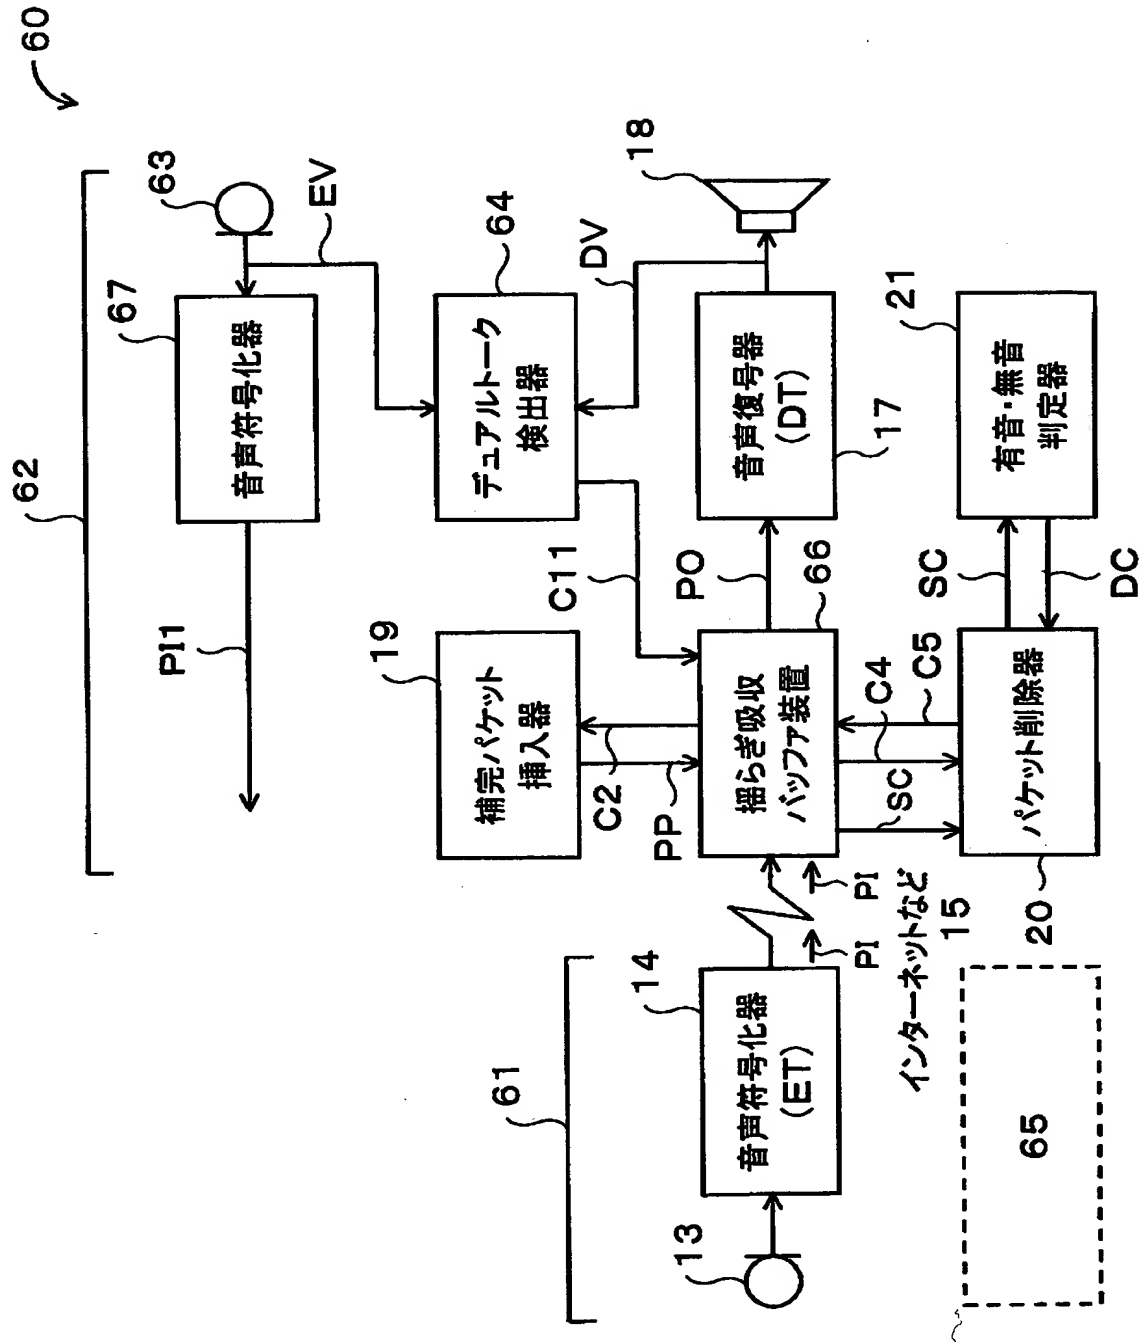 60
62
67
音声符号化器
63
EV
PI1
64
デュアルトーク
検出器
DV
18
C11
19
補完パケット
挿入器
C2
PP
PO
音声復号器
(DT)
17
66
揺らぎ吸収
バッファ装置
21
有音・無音
判定器
SC
DC
C5
C4
SC
パケット削除器
20
61
13
14
音声符号化器
(ET)
PI
PI
インターネットなど
15
65